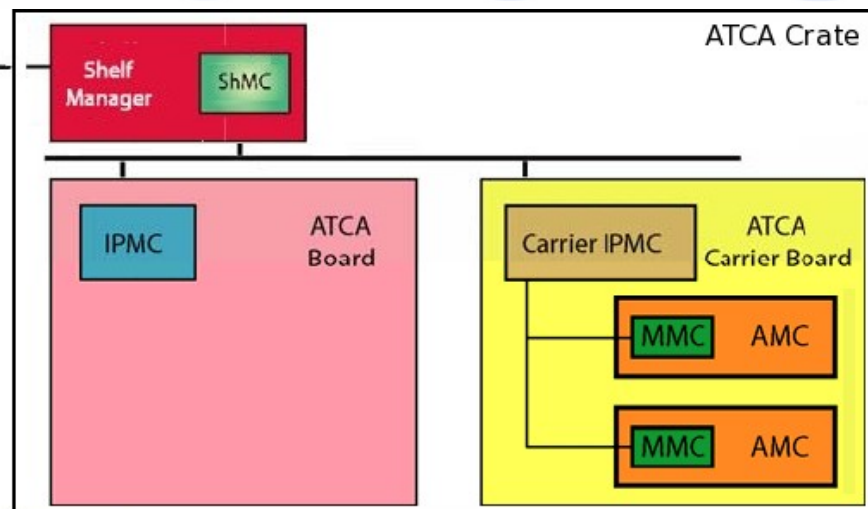 ATCA Crate
Shelf
Manager
ShMC
IPMC
ATCA
Board
Carrier IPMC
ATCA
Carrier Board
MMC
AMC
MMC
AMC